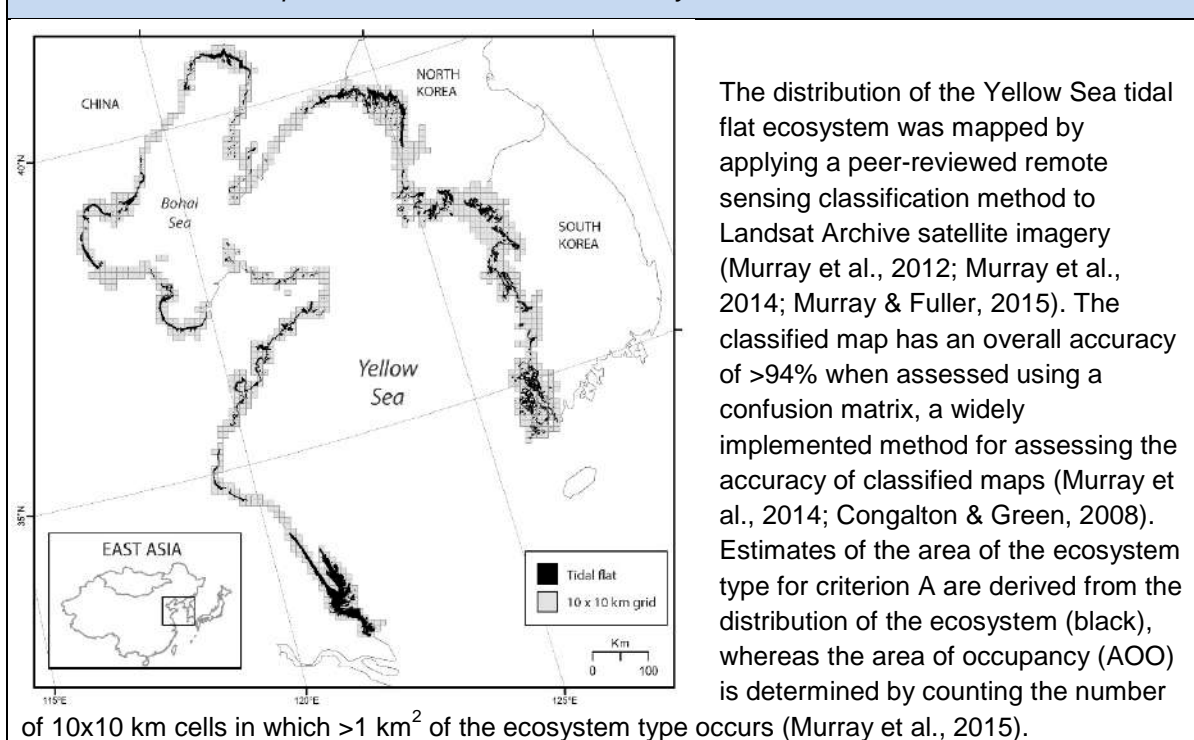 CHINA
NORTH
KOREA
40°N
Bohai
Sea
SOUTH
KOREA
Yellow
Sea
35°N
EAST ASIA
Tidal flat
10 x 10 km grid
Km
0 100
115°E 120°E 125°E
The distribution of the Yellow Sea tidal
flat ecosystem was mapped by
applying a peer-reviewed remote
sensing classification method to
Landsat Archive satellite imagery
(Murray et al., 2012; Murray et al.,
2014; Murray & Fuller, 2015). The
classified map has an overall accuracy
of >94% when assessed using a
confusion matrix, a widely
implemented method for assessing the
accuracy of classified maps (Murray et
al., 2014; Congalton & Green, 2008).
Estimates of the area of the ecosystem
type for criterion A are derived from the
distribution of the ecosystem (black),
whereas the area of occupancy (AOO)
is determined by counting the number
of 10x10 km cells in which >1 km² of the ecosystem type occurs (Murray et al., 2015).